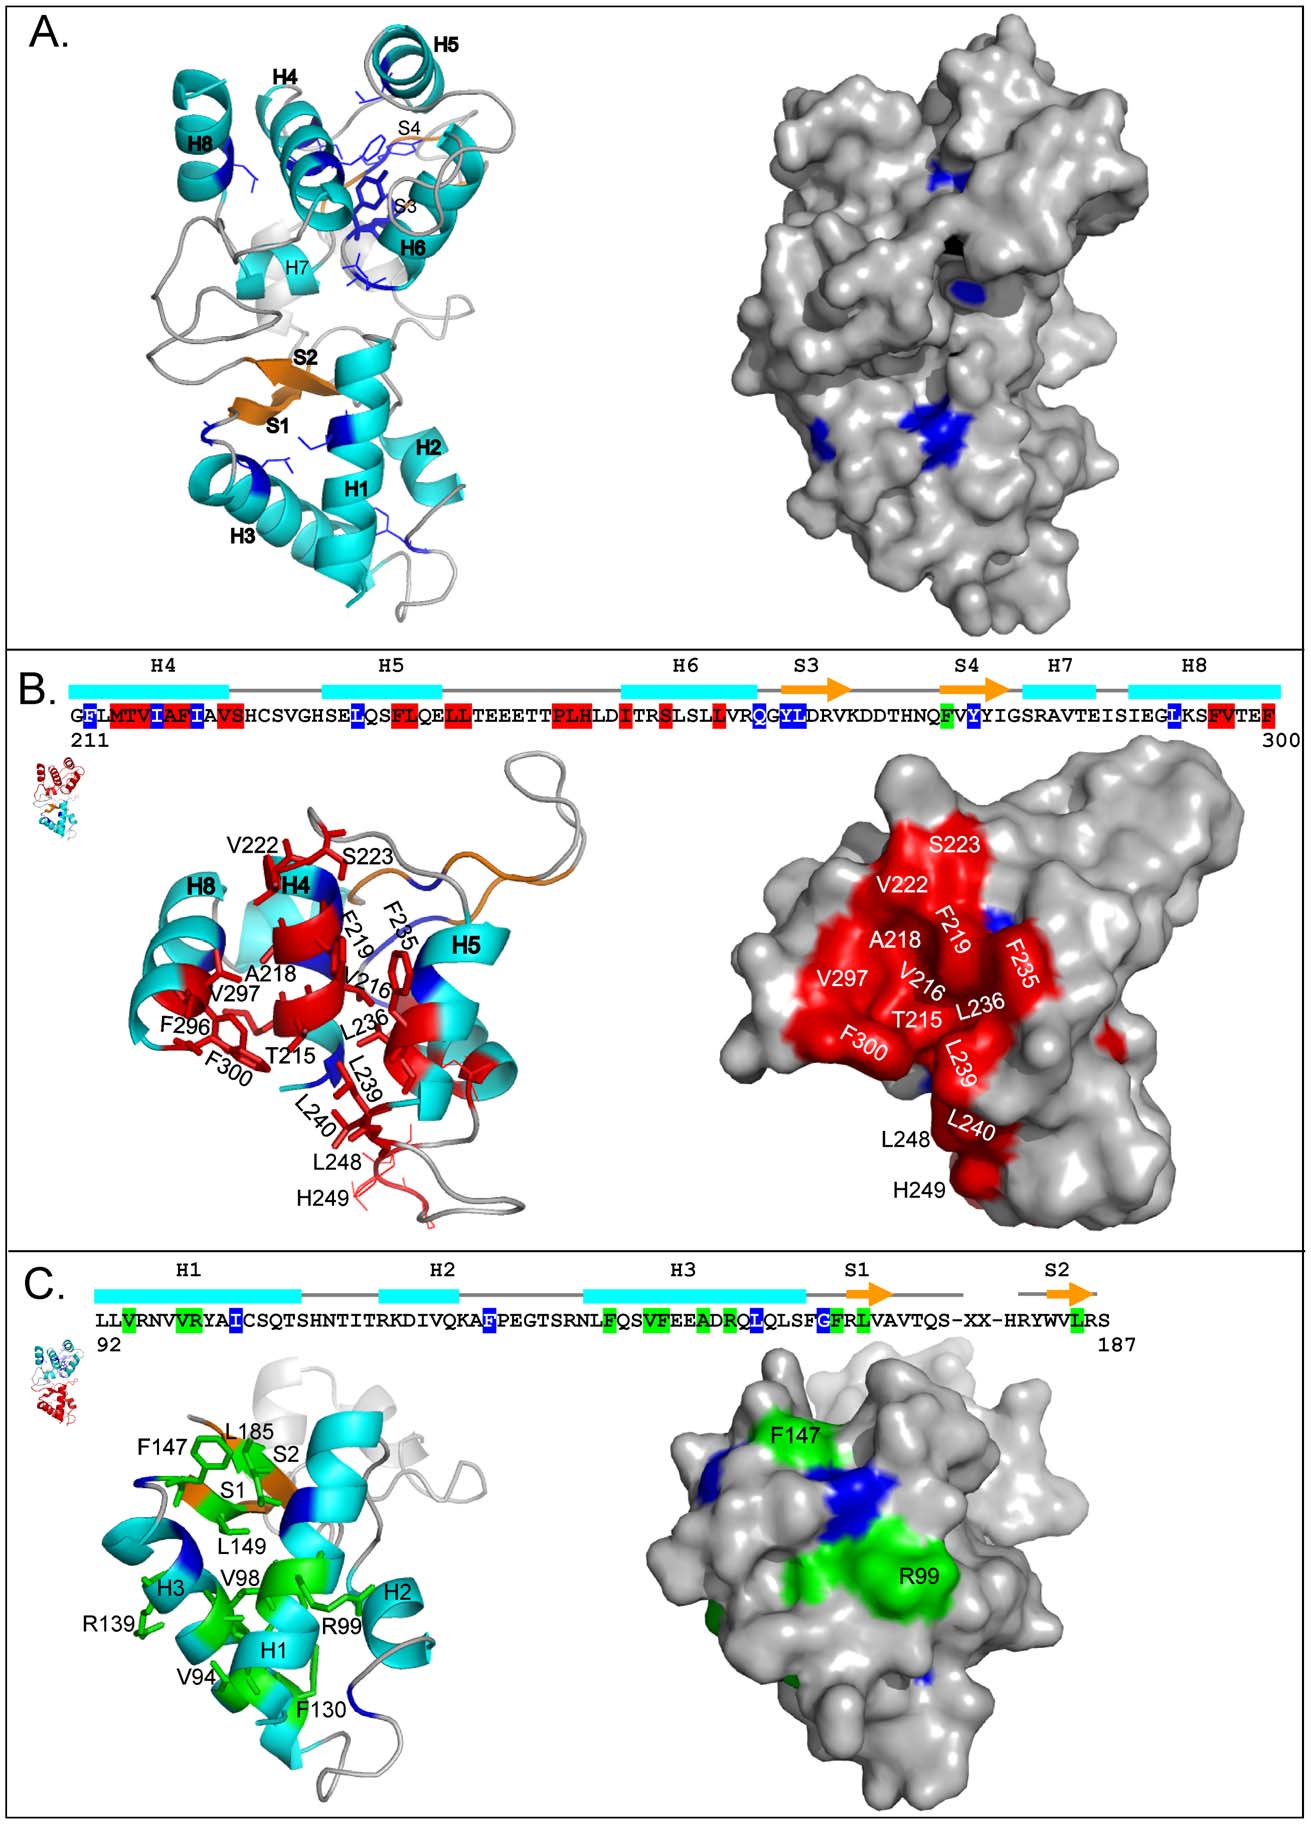 A.
H5
H4
S4
H8
S3
H6
H7
S2
S1
H2
H1
H3
B.
H4 H5 H6 S3 S4 H7 H8
GFLMTVIAFIAVSHCSVGHSELQSFLQELLTEEETTPLHLDITRSLSLLVRQGYLDRVKDDTHNQFVYYIGSRAVTEISIEGLKSFVTEF
211 300
V222
S223
H8
H4
F219
F235
H5
A218
V216
V297
L236
F296
T215
F300
L239
L240
L248
H249
S223
V222
F219
A218
F235
V297
V216
L236
T215
F300
L239
L240
L248
H249
C.
H1 H2 H3 S1 S2
LLVRNVVRYAICSQTSHNTITRKDIVQKAFPEGTSRNLFQSVFEEADRQLQLSFGFRLVAVTQS-XX-HRYWVLRS
92 187
L185
F147
S2
S1
L149
V98
H3
H2
R139
R99
H1
V94
F130
F147
R99